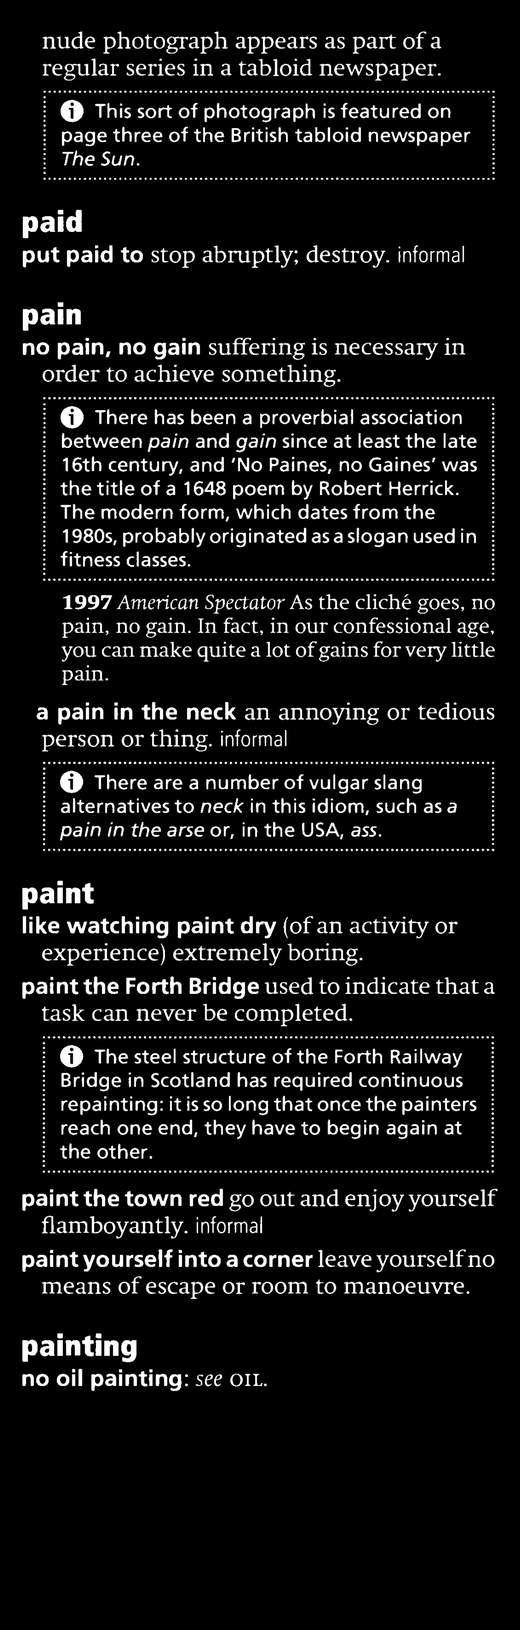 nude photograph appears as part of a
regular series in a tabloid newspaper.
This sort of photograph is featured on
page three of the British tabloid newspaper
The Sun.
paid
put paid to stop abruptly; destroy. informal
pain
no pain, no gain suffering is necessary in
order to achieve something.
There has been a proverbial association
between pain and gain since at least the late
16th century, and ‘No Paines, no Gaines’ was
the title of a 1648 poem by Robert Herrick.
The modern form, which dates from the
1980s, probably originated as a slogan used in
fitness classes.
1997 American Spectator As the cliché goes, no
pain, no gain. In fact, in our confessional age,
you can make quite a lot of gains for very little
pain.
a pain in the neck an annoying or tedious
person or thing. informal
There are a number of vulgar slang
alternatives to neck in this idiom, such as a
pain in the arse or, in the USA, ass.
paint
like watching paint dry (of an activity or
experience) extremely boring.
paint the Forth Bridge used to indicate that a
task can never be completed.
The steel structure of the Forth Railway
Bridge in Scotland has required continuous
repainting: it is so long that once the painters
reach one end, they have to begin again at
the other.
paint the town red go out and enjoy yourself
flamboyantly. informal
paint yourself into a corner leave yourself no
means of escape or room to manoeuvre.
painting
no oil painting: see OIL.